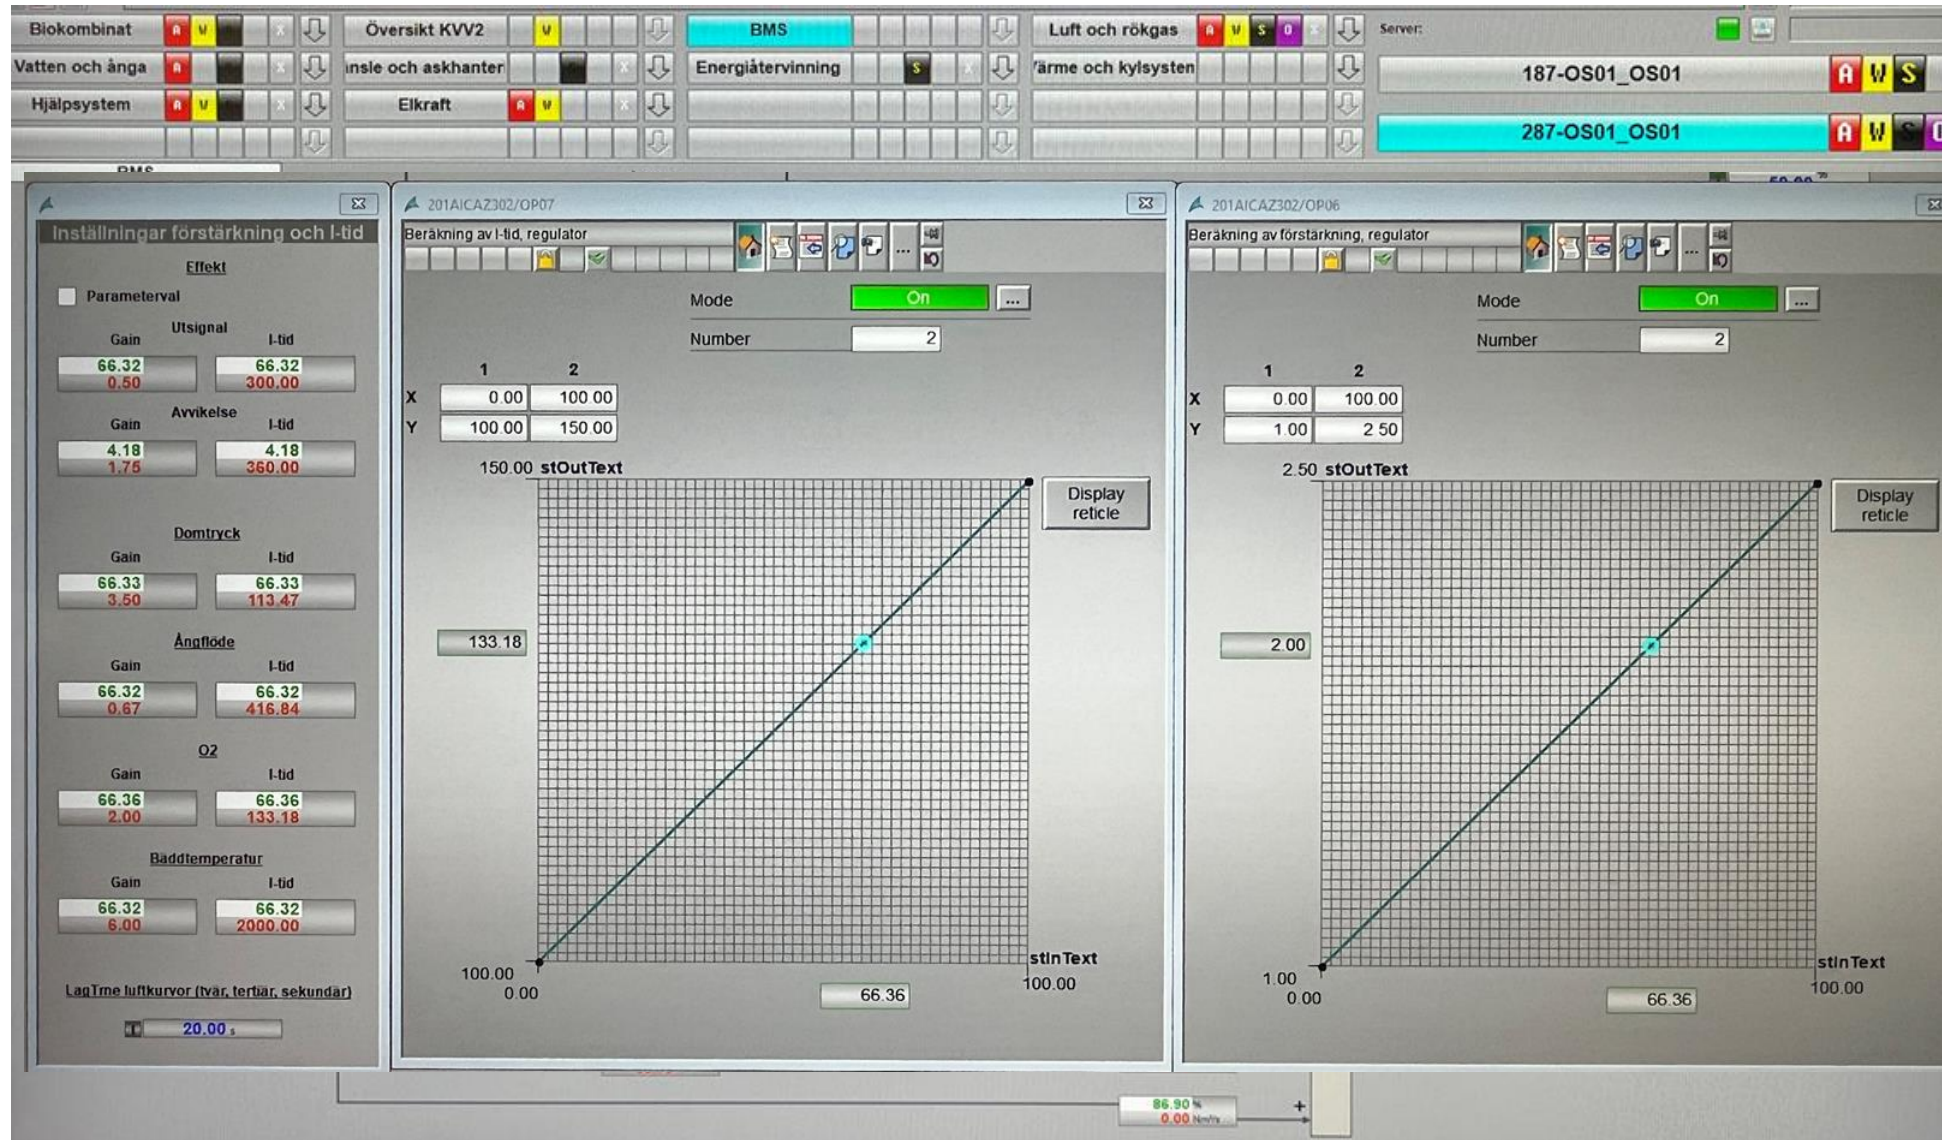 Biokombinat A W X Översikt KVV2 W BMS Luft och rökgas A W S O Server:
Vatten och ånga A X nsle och askhanter X Energiåtervinning S X ärme och kylsysten 187-OS01_OS01 A W S
Hjälpsystem A W X Elkraft A W X
287-OS01_OS01 A W S O
BMS
201AICAZ302/OP07
201AICAZ302/OP06
Inställningar förstärkning och I-tid
Effekt
Parameterval
Utsignal
Gain I-tid
66.32 66.32
0.50 300.00
Avvikelse
Gain I-tid
4.18 4.18
1.75 360.00
Domtryck
Gain I-tid
66.33 66.33
3.50 113.47
Ångflöde
Gain I-tid
66.32 66.32
0.67 416.84
O2
Gain I-tid
66.36 66.36
2.00 133.18
Bäddtemperatur
Gain I-tid
66.32 66.32
6.00 2000.00
LagTme luftkurvor (tvär, tertiär, sekundär)
20.00 s
Beräkning av I-tid, regulator
...
Mode On ...
Number 2
1 2
X 0.00 100.00
Y 100.00 150.00
150.00 stOutText
Display
reticle
133.18
stInText
100.00
0.00
66.36
100.00
Beräkning av förstärkning, regulator
...
Mode On ...
Number 2
1 2
X 0.00 100.00
Y 1.00 2 50
2.50 stOutText
Display
reticle
2.00
stInText
1.00
0.00
66.36
100.00
86.90 %
0.00
+